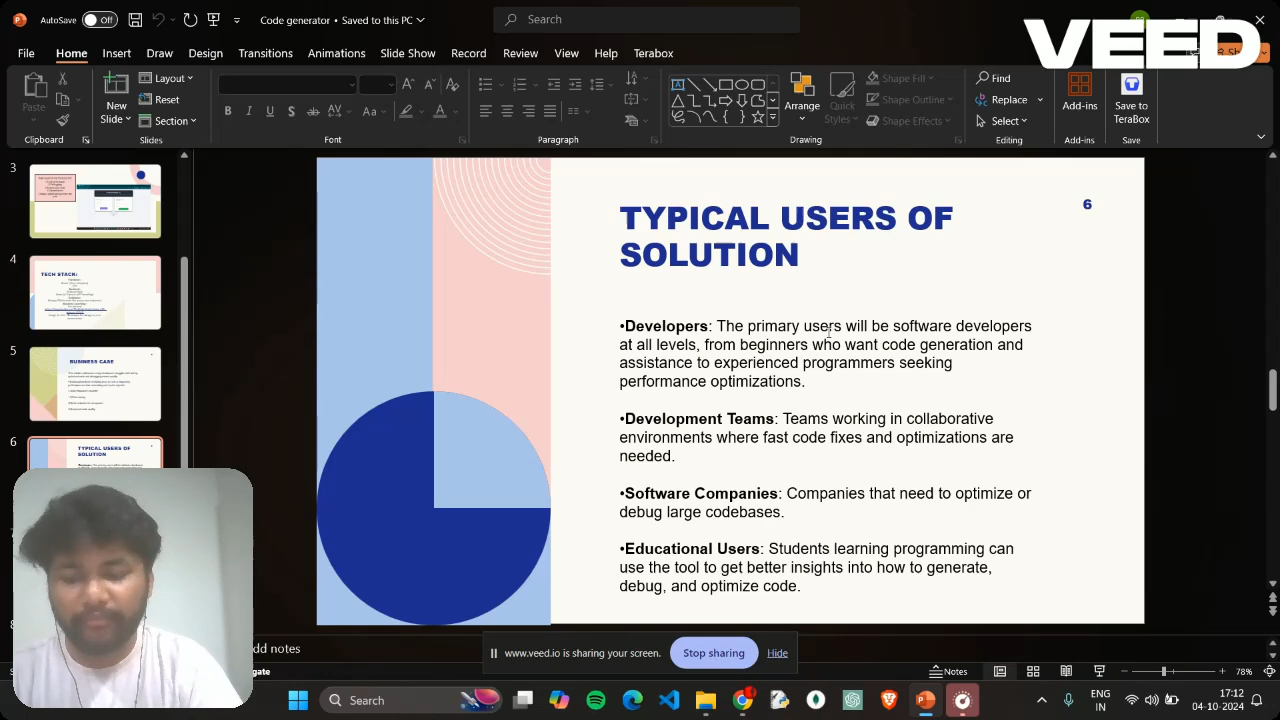 AutoSave
Off
Code generator • Saved to this PC
Search
VEED
File
Home
Insert
Draw
Design
Transitions
Animations
Slide Show
Record
Review
View
Help
Terabox
Paste
Clipboard
New
Slide
Layout
Reset
Section
Slides
Font
Paragraph
Arrange
Quick
Styles
Shape Fill
Shape Outline
Shape Effects
Drawing
Find
Replace
Select
Editing
Add-ins
Add-ins
Save to
TeraBox
Save
3
4
TECH STACK:
5
BUSINESS CASE
6
TYPICAL USERS OF
SOLUTION
6
TYPICAL USERS OF
SOLUTION
•Developers: The primary users will be software developers
at all levels, from beginners who want code generation and
assistance to experienced programmers seeking
performance optimizations.
•Development Teams: Teams working in collaborative
environments where faster bug fixes and optimizations are
needed.
•Software Companies: Companies that need to optimize or
debug large codebases.
•Educational Users: Students learning programming can
use the tool to get better insights into how to generate,
debug, and optimize code.
dd notes
www.veed.io is sharing your screen.
Stop sharing
Hide
Notes
78%
Search
ENG
IN
17:12
04-10-2024